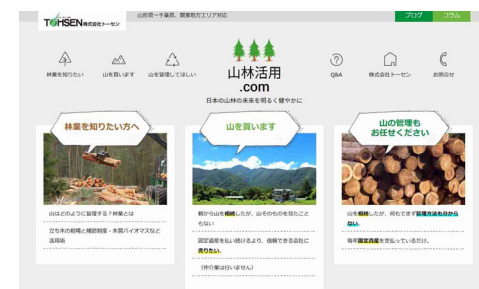 TOHSEN 株式会社トーセン
山形県～千葉県、関東地方エリア対応
ブログ
コラム
林業を知りたい
山を買います
山を管理してほしい
山林活用
.com
日本の山林の未来を明るく健やかに
Q&A
株式会社トーセン
お問合せ
林業を知りたい方へ
山はどのように管理する？林業とは
立ち木の相場と補助制度・木質バイオマスなど
活用術
山を買います
親から山を相続したが、山そのものを見たこと
もない
固定資産を払い続けるより、信頼できる会社に
売りたい。
（仲介業は行いません）
山の管理も
お任せください
山を相続したが、何もできず管理方法も分から
ない。
毎年固定資産を支払っているだけ。